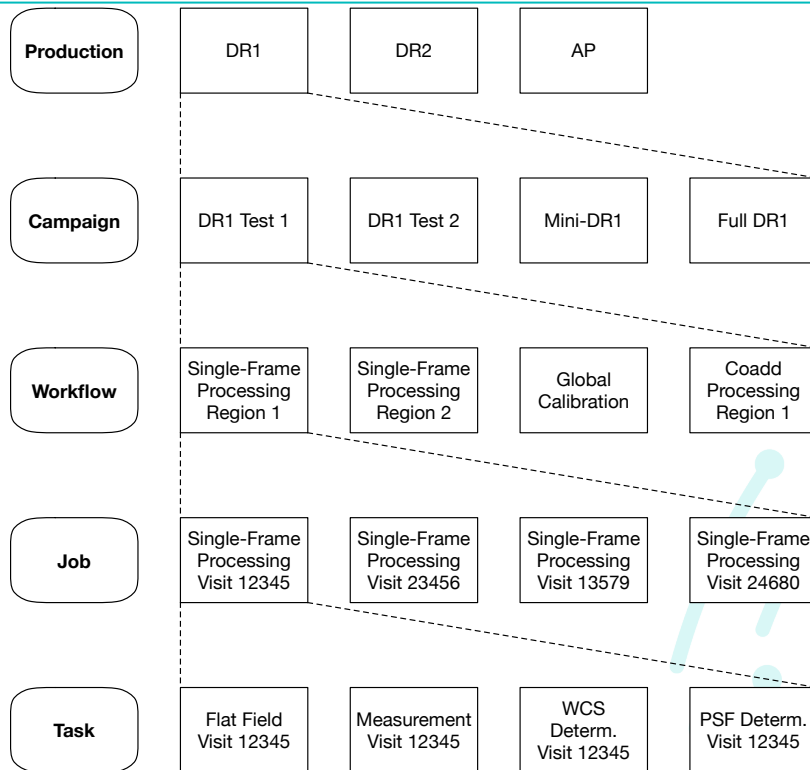 Production
DR1
DR2
AP
Campaign
DR1 Test 1
DR1 Test 2
Mini-DR1
Full DR1
Workflow
Single-Frame
Processing
Region 1
Single-Frame
Processing
Region 2
Global
Calibration
Coadd
Processing
Region 1
Job
Single-Frame
Processing
Visit 12345
Single-Frame
Processing
Visit 23456
Single-Frame
Processing
Visit 13579
Single-Frame
Processing
Visit 24680
Task
Flat Field
Visit 12345
Measurement
Visit 12345
WCS
Determ.
Visit 12345
PSF Determ.
Visit 12345